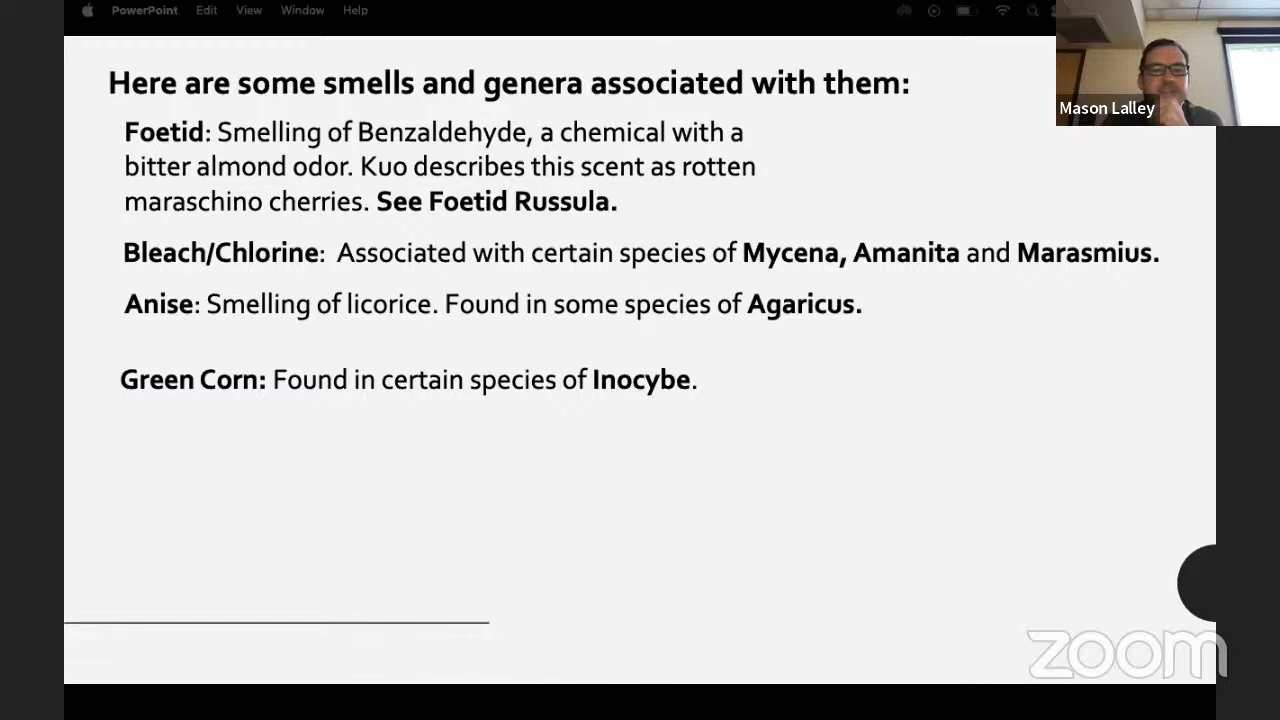 PowerPoint Edit View Window Help
Here are some smells and genera associated with them:
Mason Lalley
Foetid: Smelling of Benzaldehyde, a chemical with a
bitter almond odor. Kuo describes this scent as rotten
maraschino cherries. See Foetid Russula.
Bleach/Chlorine: Associated with certain species of Mycena, Amanita and Marasmius.
Anise: Smelling of licorice. Found in some species of Agaricus.
Green Corn: Found in certain species of Inocybe.
zoom